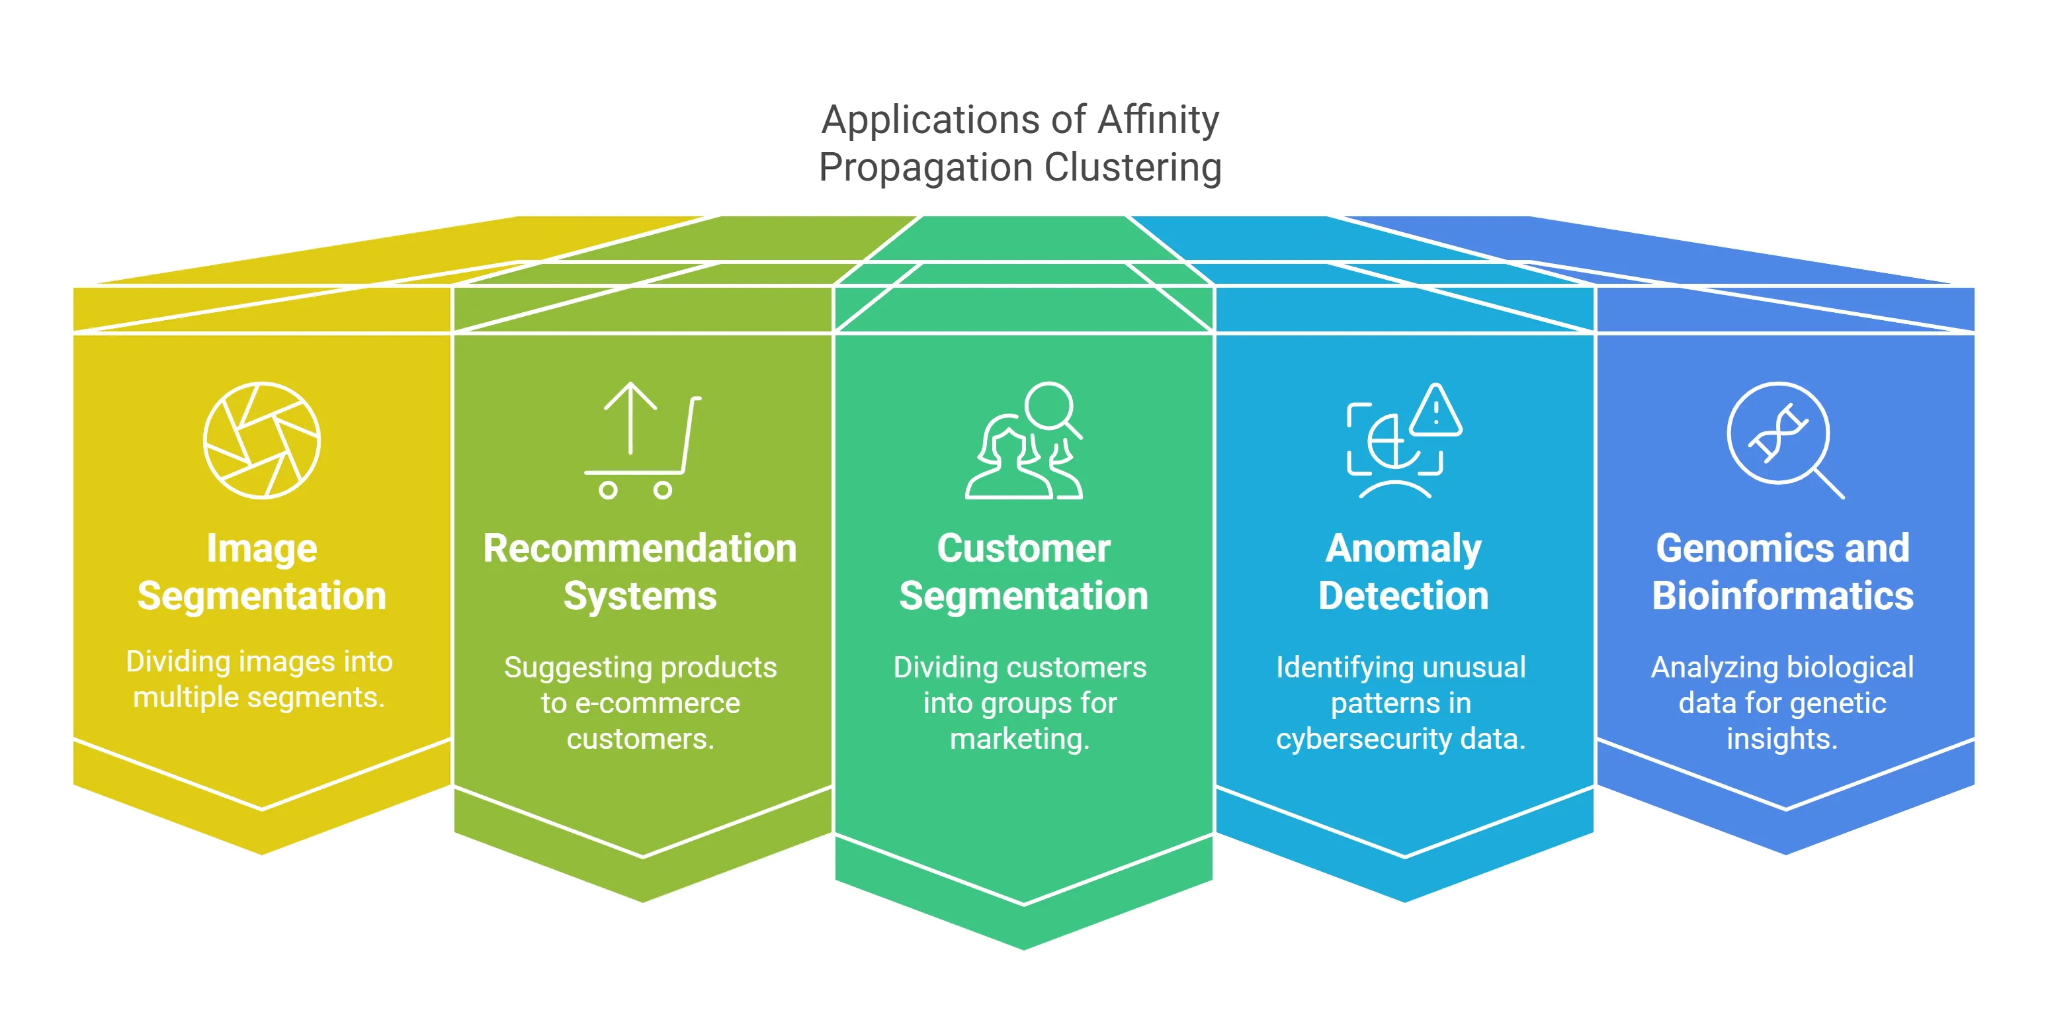 Applications of Affinity
Propagation Clustering
Image
Segmentation
Dividing images into
multiple segments.
Recommendation
Systems
Suggesting products
to e-commerce
customers.
Customer
Segmentation
Dividing customers
into groups for
marketing.
Anomaly
Detection
Identifying unusual
patterns in
cybersecurity data.
Genomics and
Bioinformatics
Analyzing biological
data for genetic
insights.